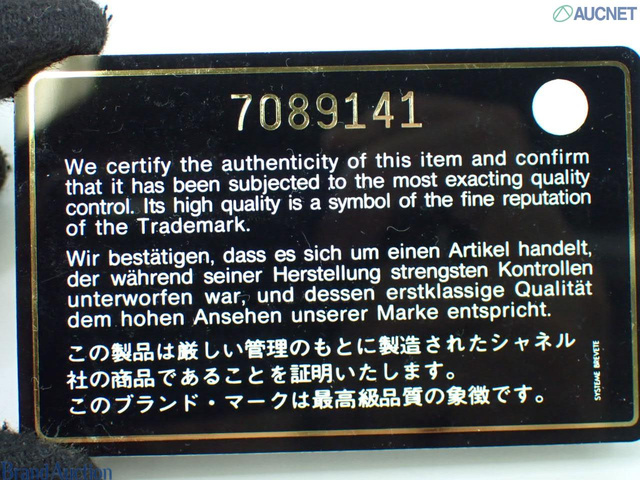 AUCNET
7089141
We certify the authenticity of this item and confirm
that it has been subjected to the most exacting quality
control. Its high quality is a symbol of the fine reputation
of the Trademark.
Wir bestätigen, dass es sich um einen Artikel handelt,
der während seiner Herstellung strengsten Kontrollen
unterworfen war, und dessen erstklassige Qualität
dem hohen Ansehen unserer Marke entspricht.
この製品は厳しい管理のもとに製造されたシャネル
社の商品であることを証明いたします。
このブランド・マークは最高級品質の象徴です。
SYSTEME BREVETE
Brand Auction